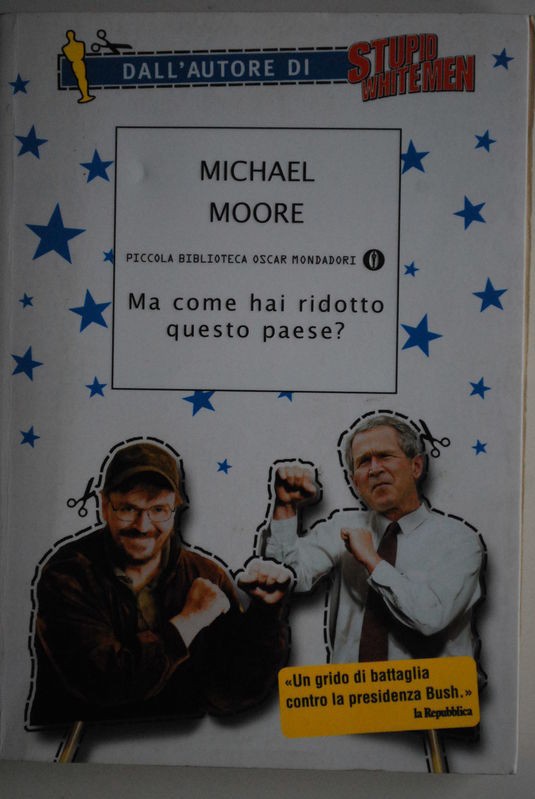 DALL'AUTORE DI
STUPID
WHITE MEN
MICHAEL
MOORE
PICCOLA BIBLIOTECA OSCAR MONDADORI
Ma come hai ridotto
questo paese?
«Un grido di battaglia
contro la presidenza Bush.»
la Repubblica